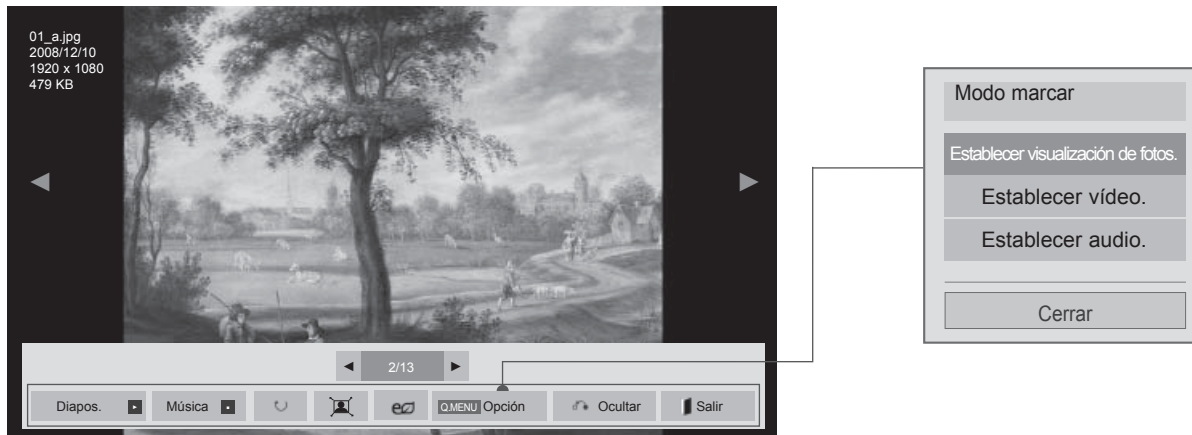 01_a.jpg
2008/12/10
1920 x 1080
479 KB
2/13
Diapos. Música Q.MENU Opción Ocultar Salir
Modo marcar
Establecer visualización de fotos.
Establecer vídeo.
Establecer audio.
Cerrar